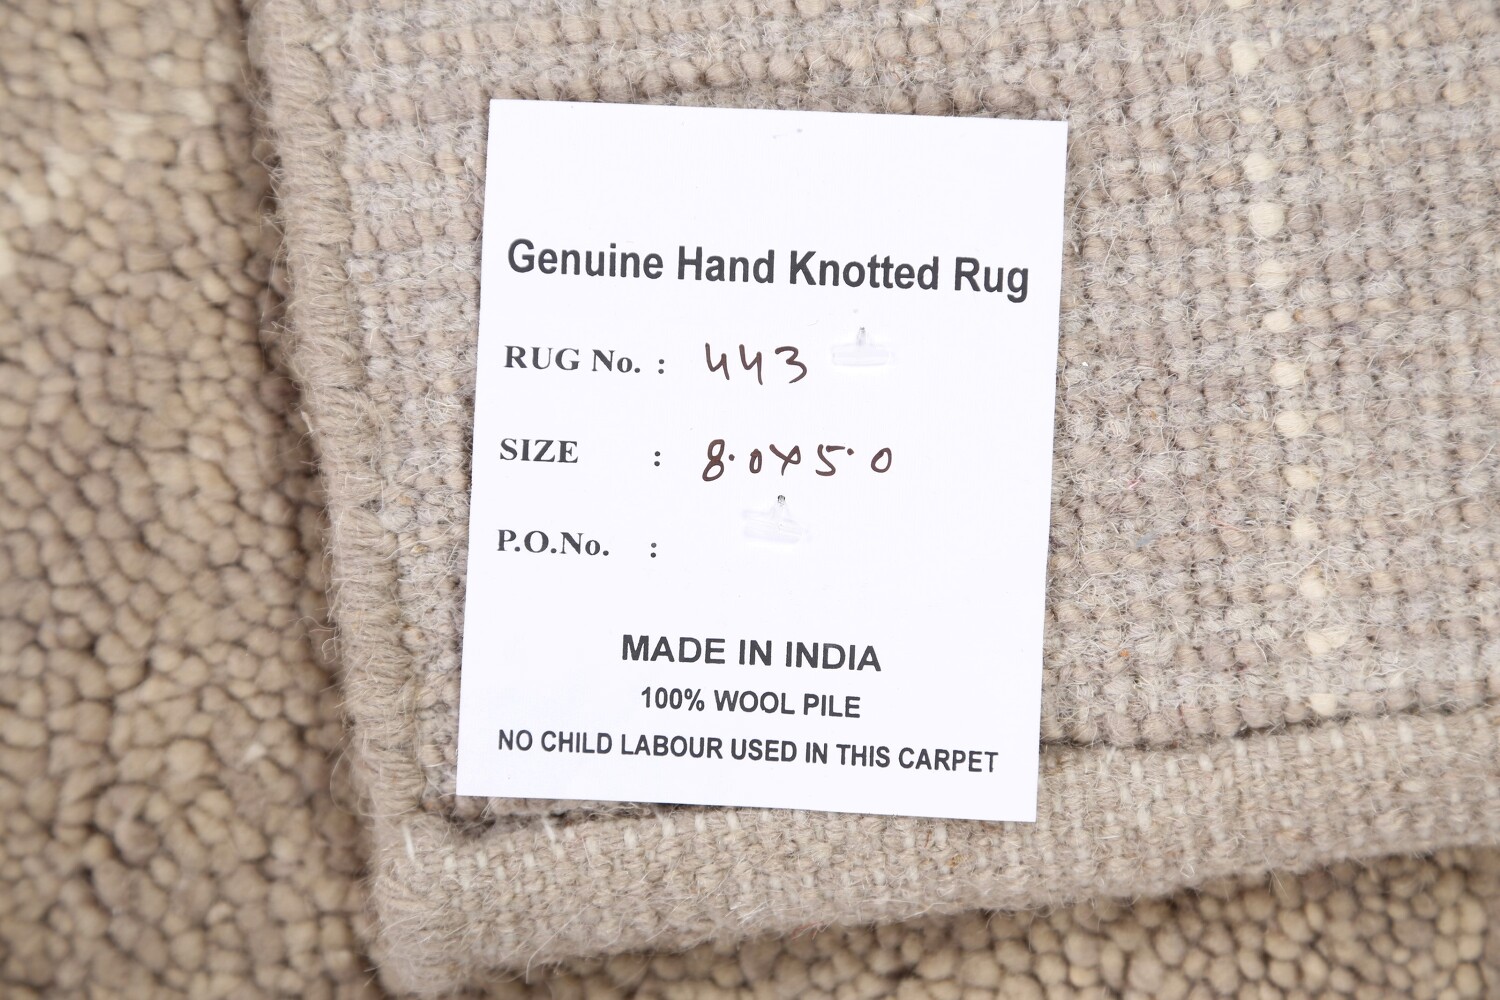 Genuine Hand Knotted Rug
RUG No. : 443
SIZE : 8.0x5.0
P.O.No. :
MADE IN INDIA
100% WOOL PILE
NO CHILD LABOUR USED IN THIS CARPET